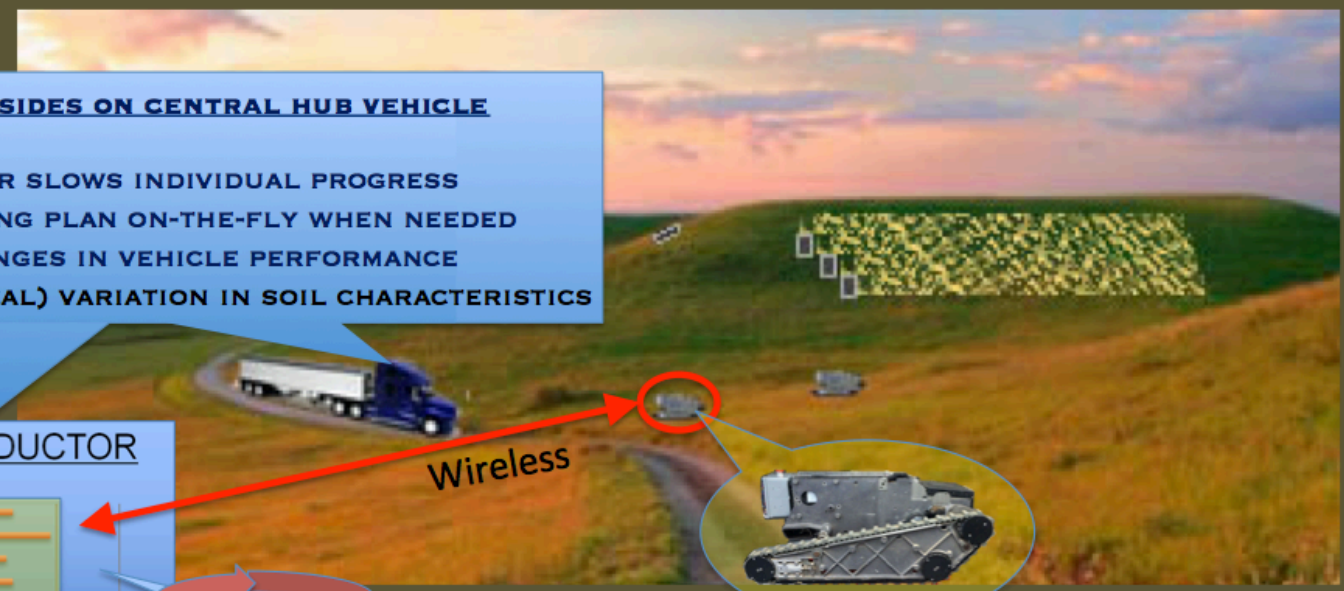 SIDES ON CENTRAL HUB VEHICLE
R SLOWS INDIVIDUAL PROGRESS
NG PLAN ON-THE-FLY WHEN NEEDED
NGES IN VEHICLE PERFORMANCE
AL) VARIATION IN SOIL CHARACTERISTICS
DUCTOR
Wireless